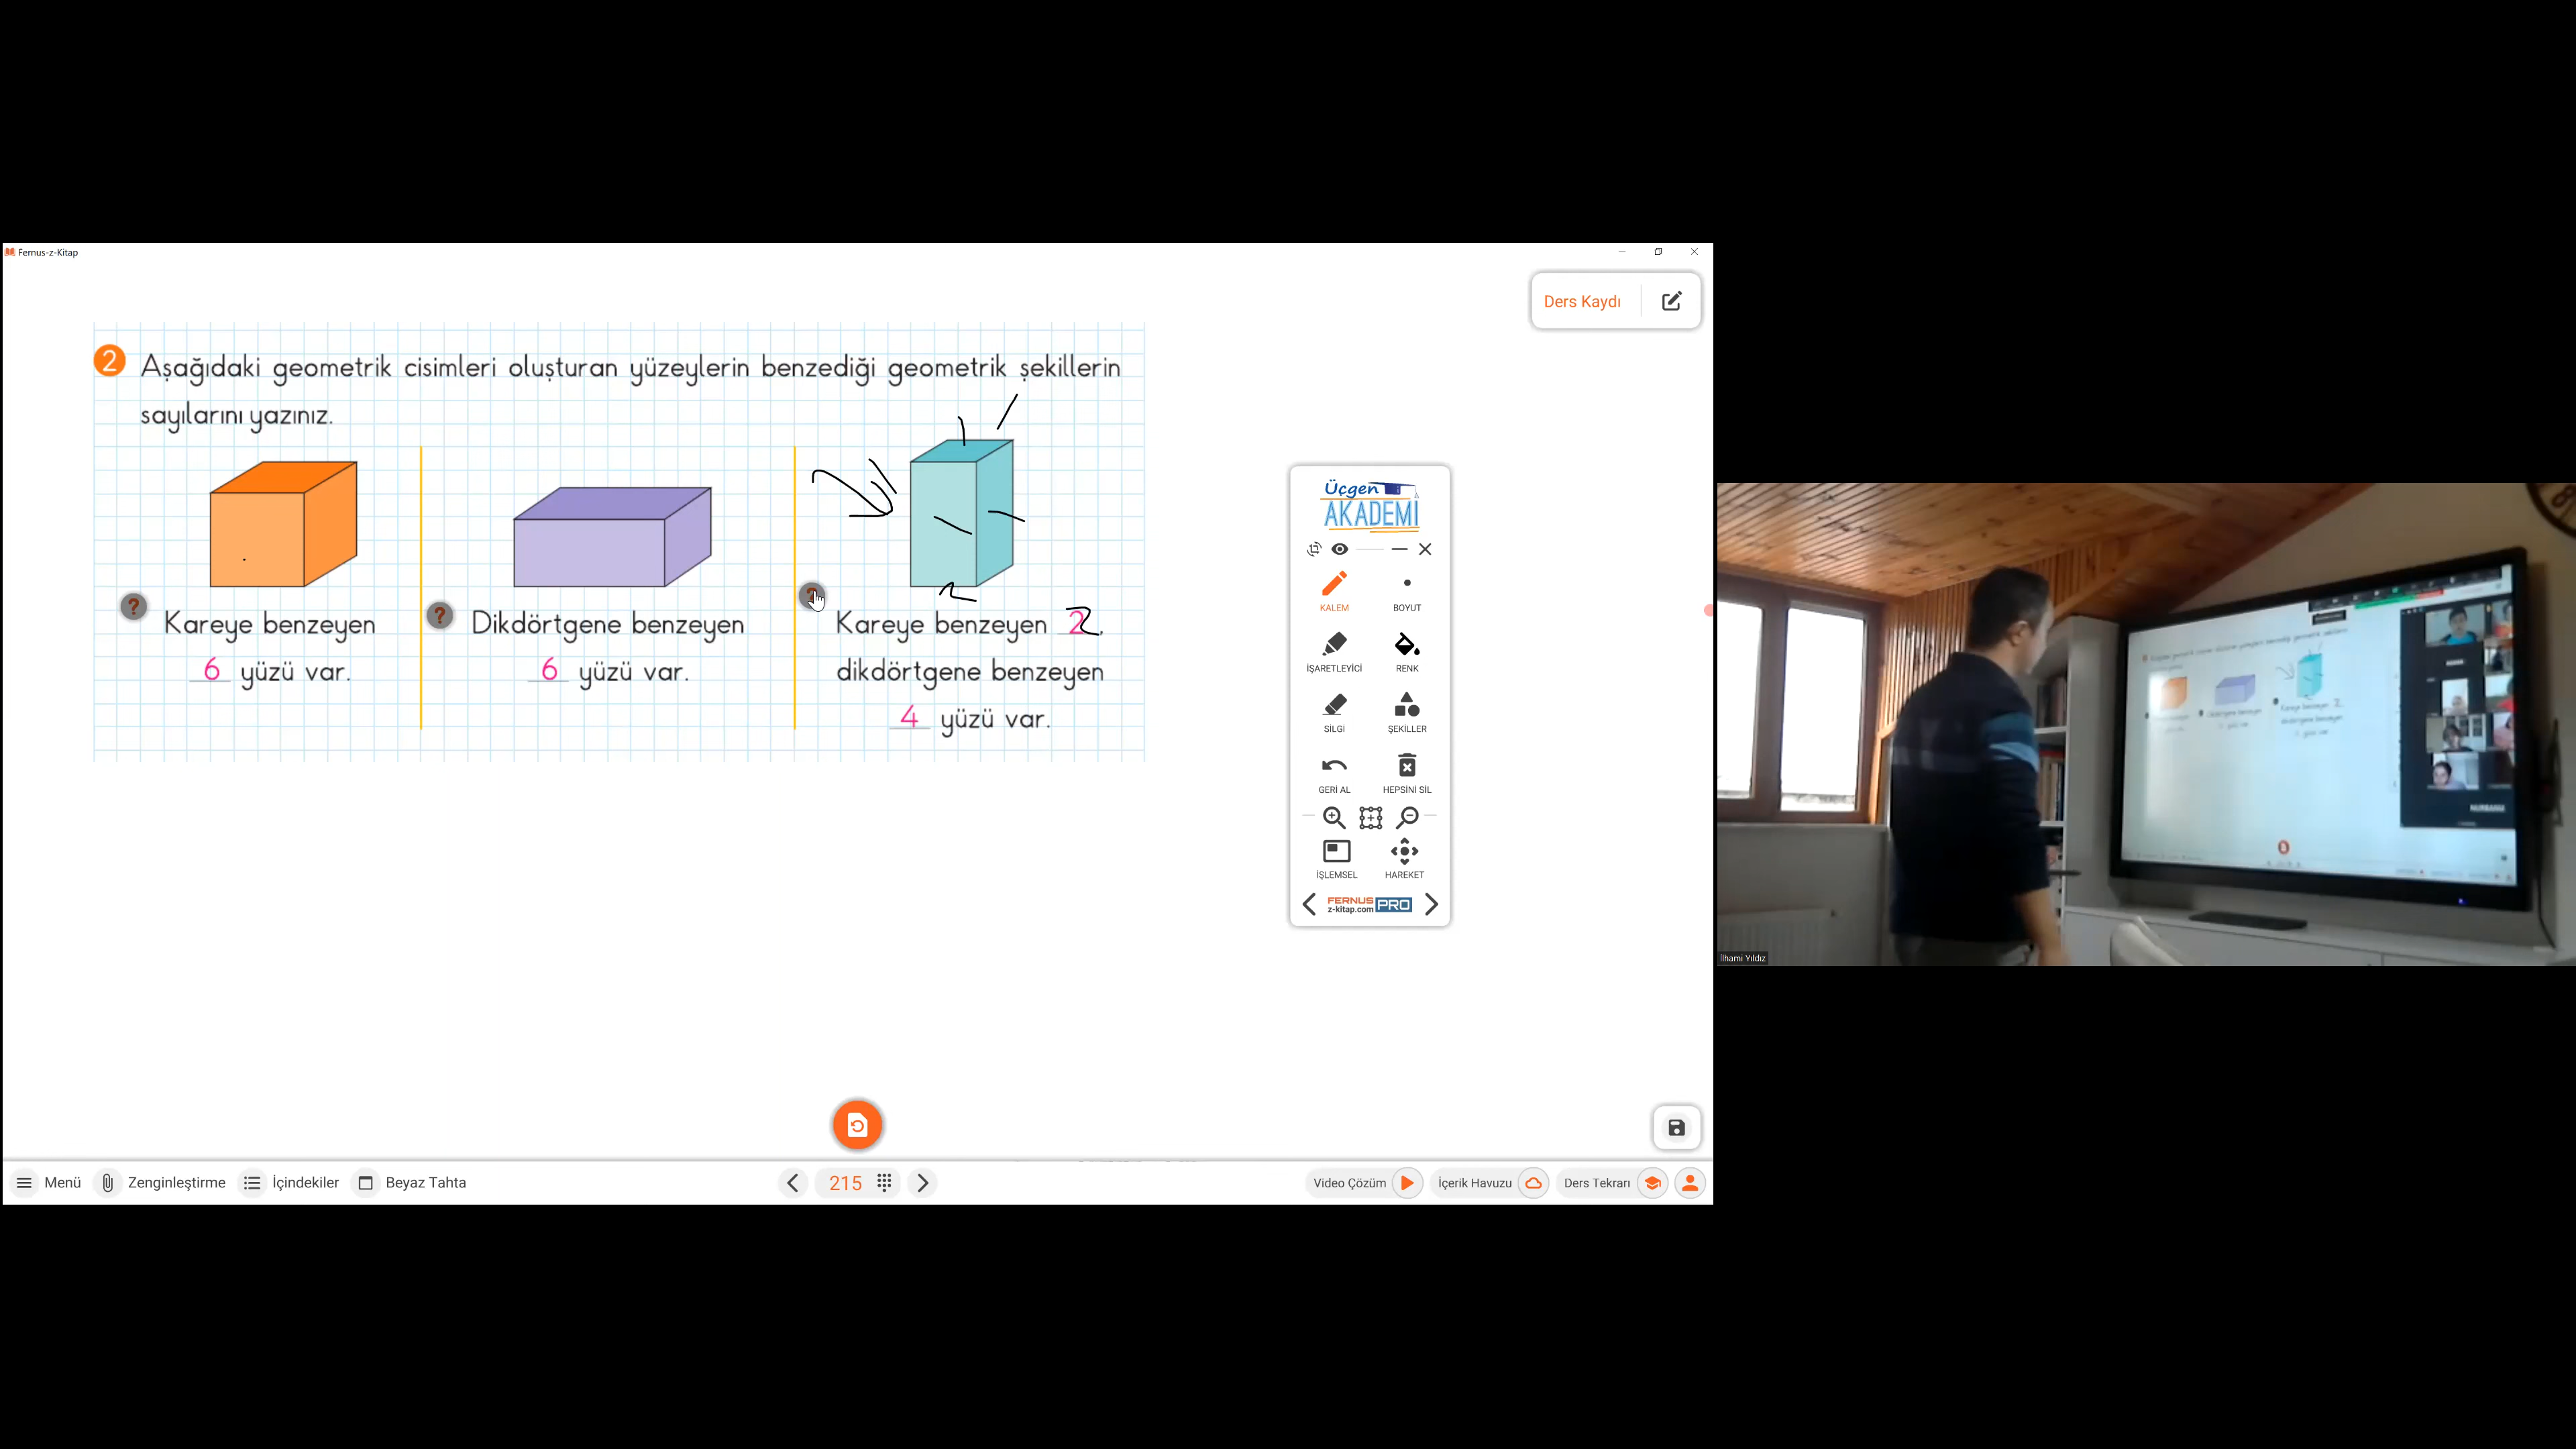 Fernus-z-Kitap
Ders Kaydı
2 Aşağıdaki geometrik cisimleri oluşturan yüzeylerin benzediği geometrik şekillerin
sayılarını yazınız.
?
Kareye benzeyen
6 yüzü var.
?
Dikdörtgene benzeyen
6 yüzü var.
Kareye benzeyen 2,
dikdörtgene benzeyen
4 yüzü var.
2
Üçgen
AKADEMİ
KALEM
BOYUT
İŞARETLEYİCİ
RENK
SİLGİ
ŞEKİLLER
GERİ AL
HEPSİNİ SİL
İŞLEMSEL
HAREKET
FERNUS
z-kitap.com PRO
Menü
Zenginleştirme
İçindekiler
Beyaz Tahta
215
Video Çözüm
İçerik Havuzu
Ders Tekrarı
İlhami Yıldız